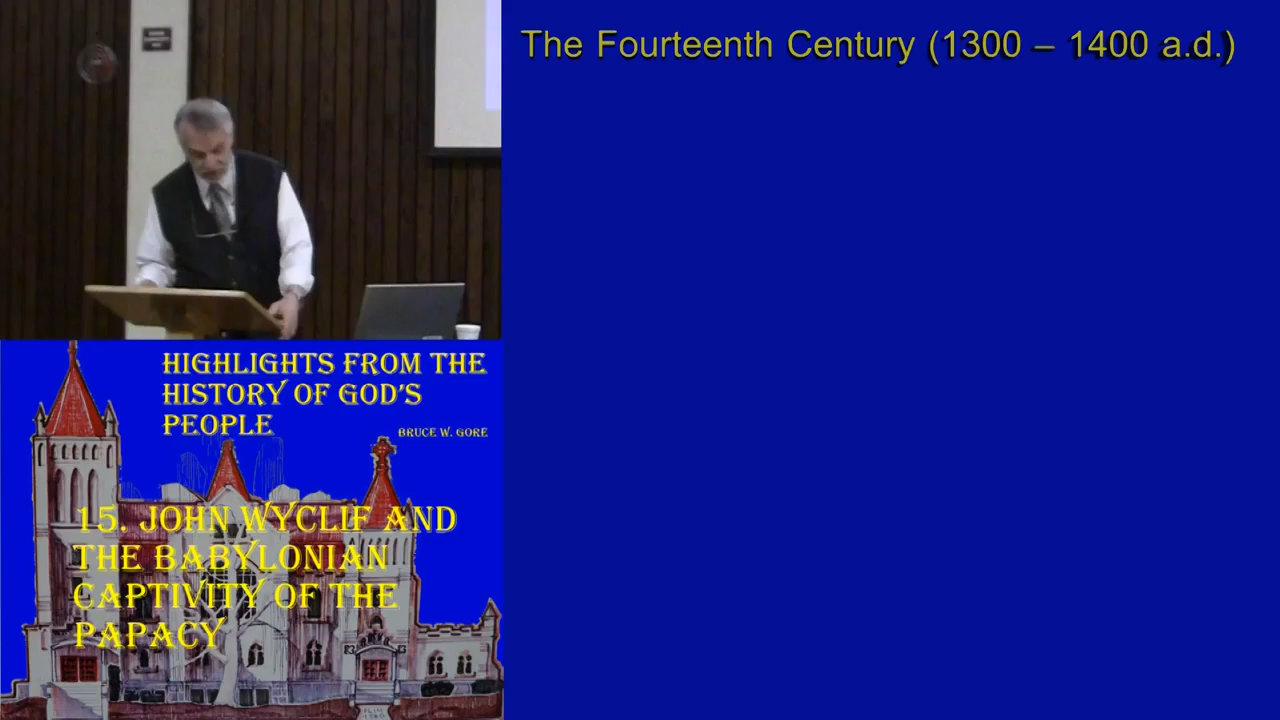 The Fourteenth Century (1300 – 1400 a.d.)
HIGHLIGHTS FROM THE
HISTORY OF GOD'S
PEOPLE
BRUCE W. GORE
15. JOHN WYCLIF AND
THE BABYLONIAN
CAPTIVITY OF THE
PAPACY